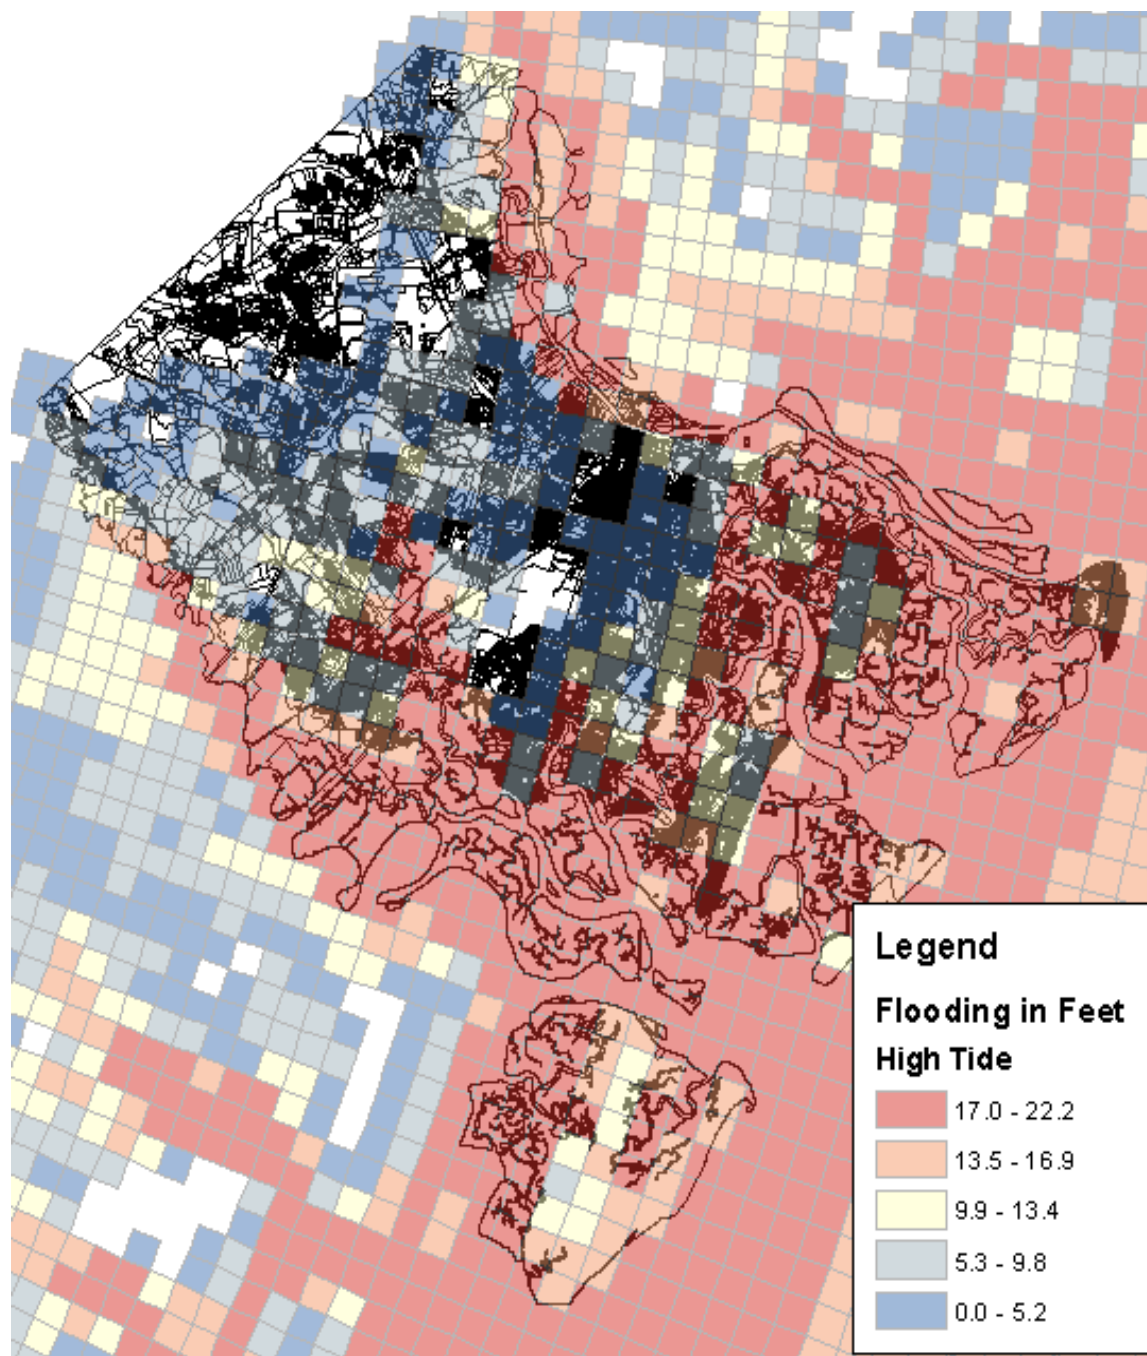 Legend
Flooding in Feet
High Tide
17.0 - 22.2
13.5 - 16.9
9.9 - 13.4
5.3 - 9.8
0.0 - 5.2